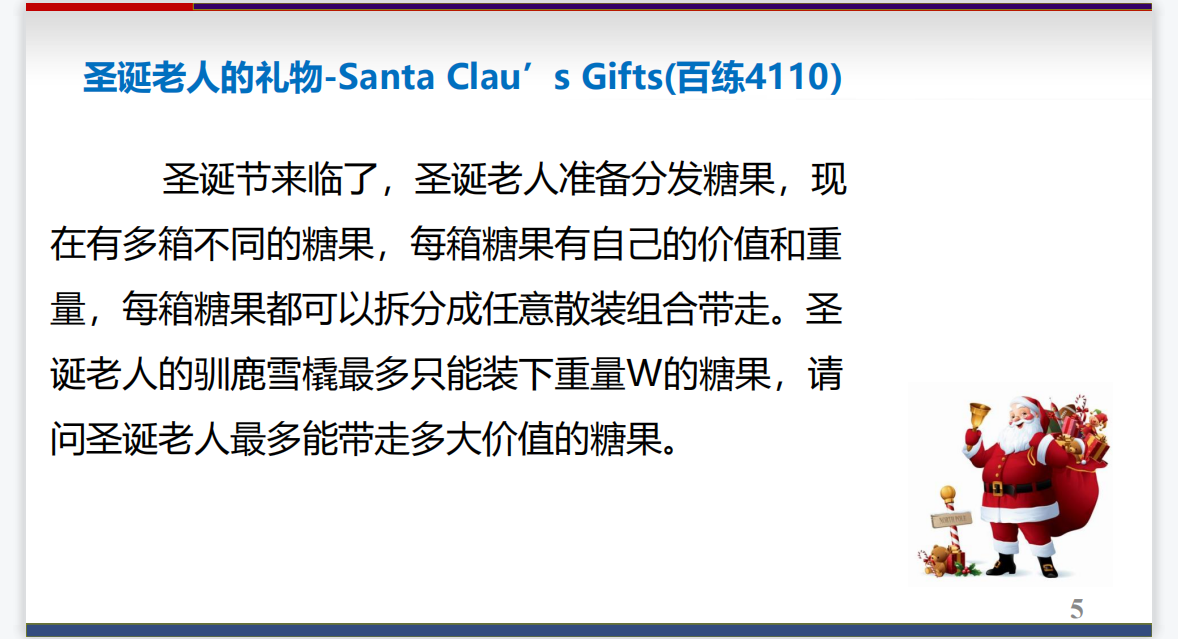 圣诞老人的礼物-Santa Clau’s Gifts(百练4110)
圣诞节来临了，圣诞老人准备分发糖果，现
在有多箱不同的糖果，每箱糖果有自己的价值和重
量，每箱糖果都可以拆分成任意散装组合带走。圣
诞老人的驯鹿雪橇最多只能装下重量W的糖果，请
问圣诞老人最多能带走多大价值的糖果。
NORTH POLE
5